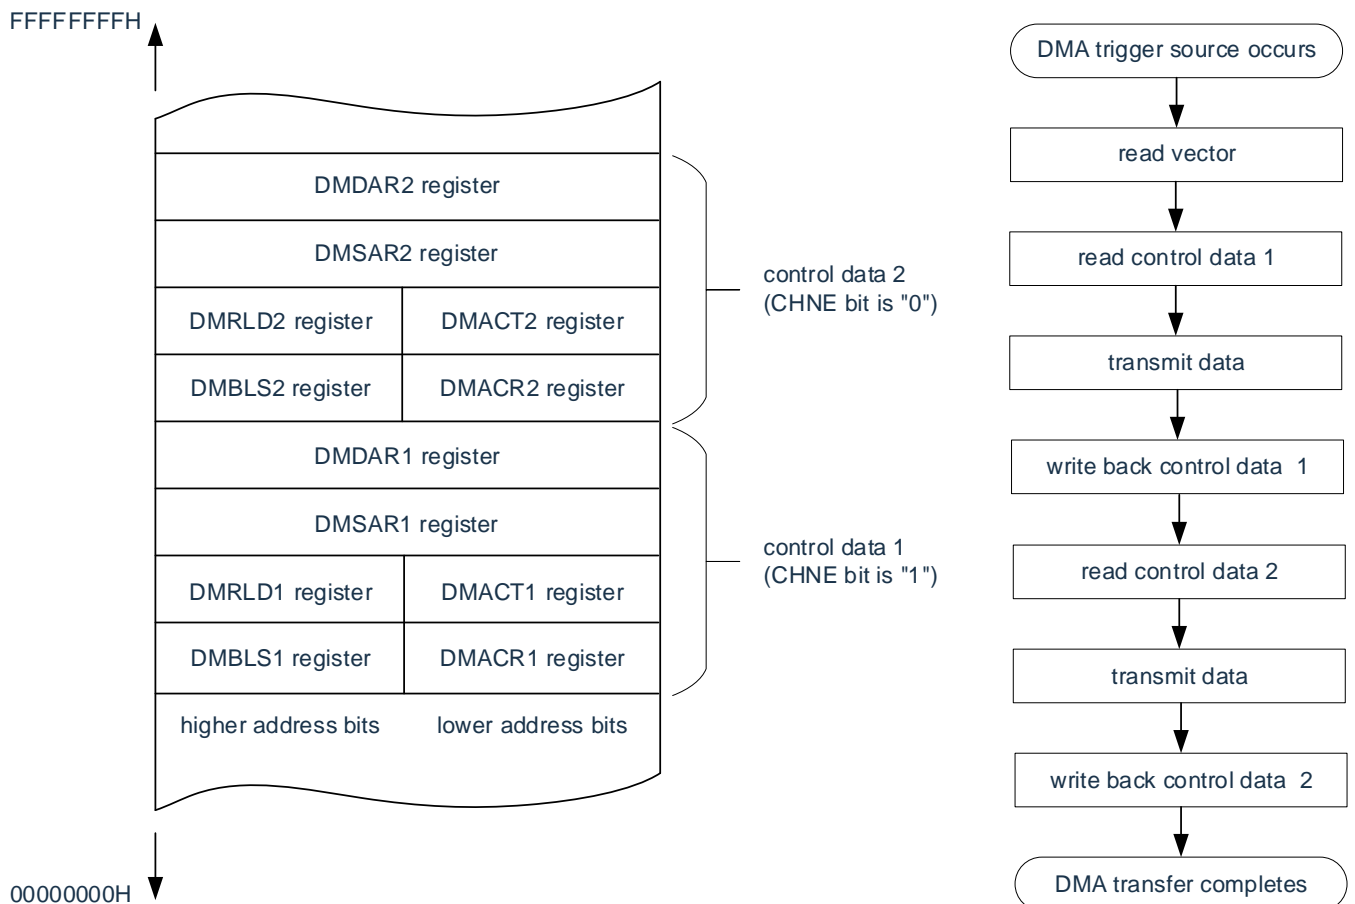 FFFFFFFFH
DMDAR2 register
DMSAR2 register
DMRLD2 register DMACT2 register
DMBLS2 register DMACR2 register
DMDAR1 register
DMSAR1 register
DMRLD1 register DMACT1 register
DMBLS1 register DMACR1 register
higher address bits lower address bits
00000000H
control data 2
(CHNE bit is "0")
control data 1
(CHNE bit is "1")
DMA trigger source occurs
read vector
read control data 1
transmit data
write back control data 1
read control data 2
transmit data
write back control data 2
DMA transfer completes